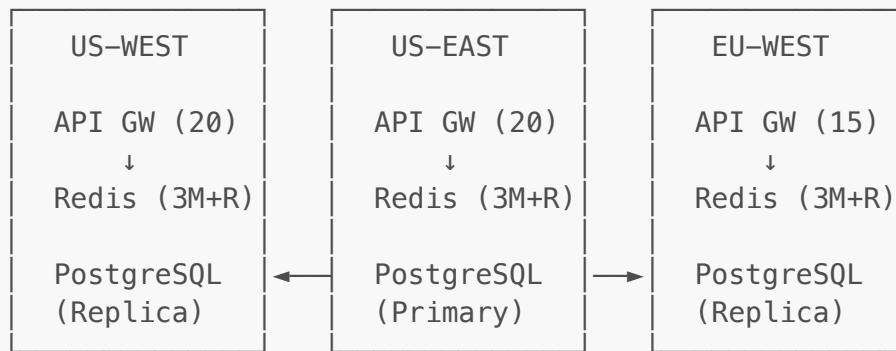 US-WEST US-EAST EU-WEST
API GW (20) API GW (20) API GW (15)
↓ ↓ ↓
Redis (3M+R) Redis (3M+R) Redis (3M+R)
PostgreSQL PostgreSQL PostgreSQL
(Replica) (Primary) (Replica)